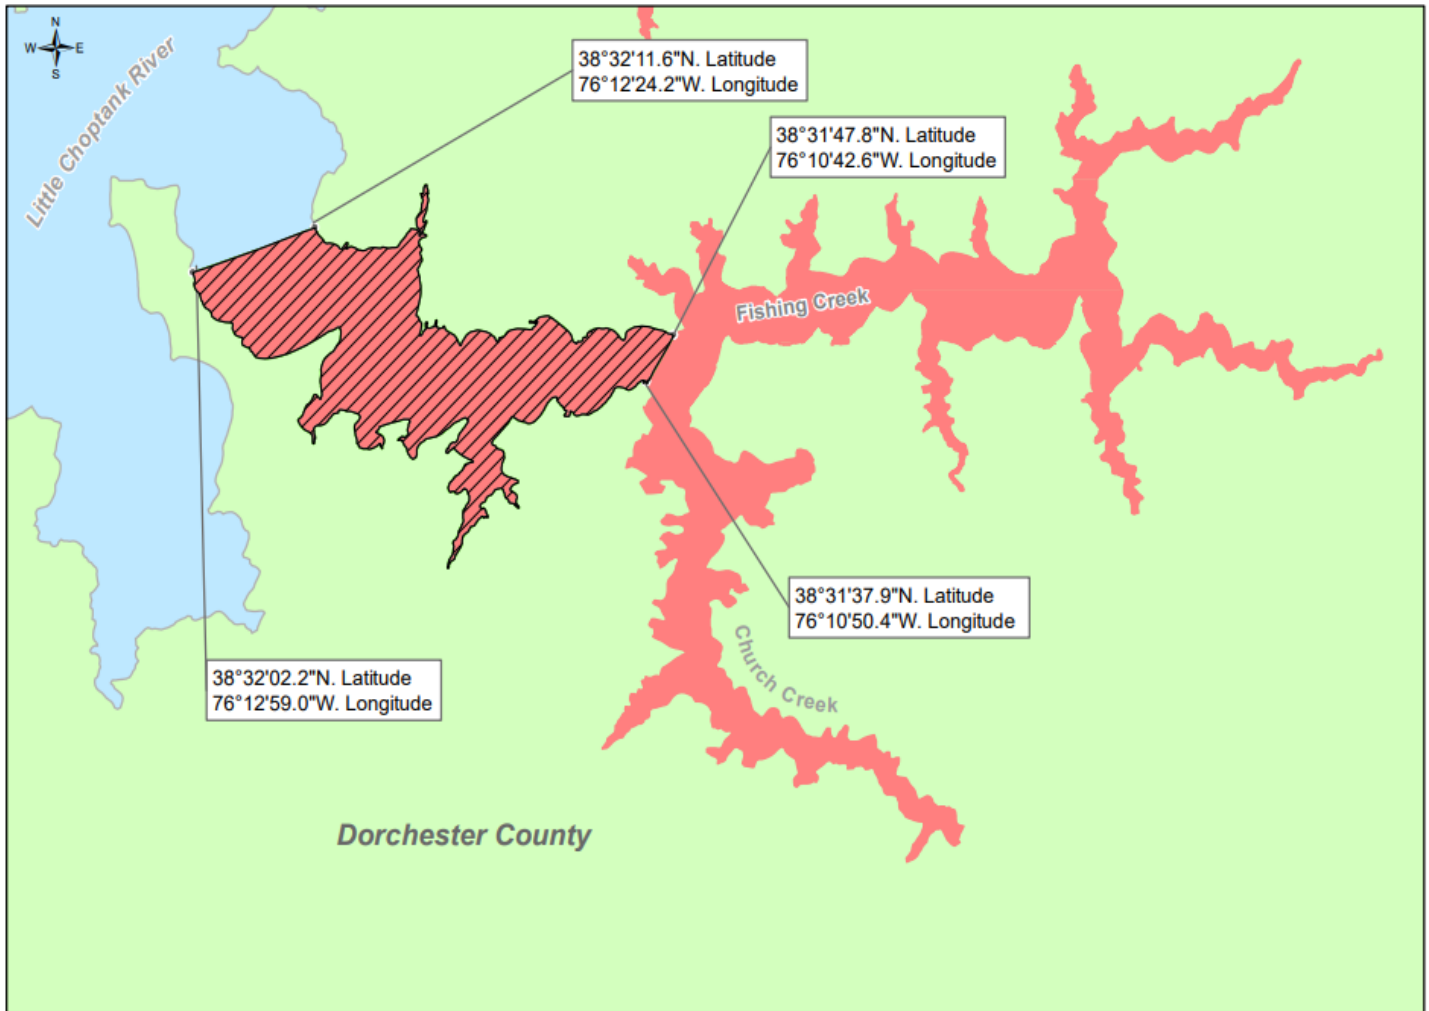 N
W E
S
Little Choptank River
38°32'11.6"N. Latitude
76°12'24.2"W. Longitude
38°31'47.8"N. Latitude
76°10'42.6"W. Longitude
Fishing Creek
38°31'37.9"N. Latitude
76°10'50.4"W. Longitude
Church Creek
38°32'02.2"N. Latitude
76°12'59.0"W. Longitude
Dorchester County